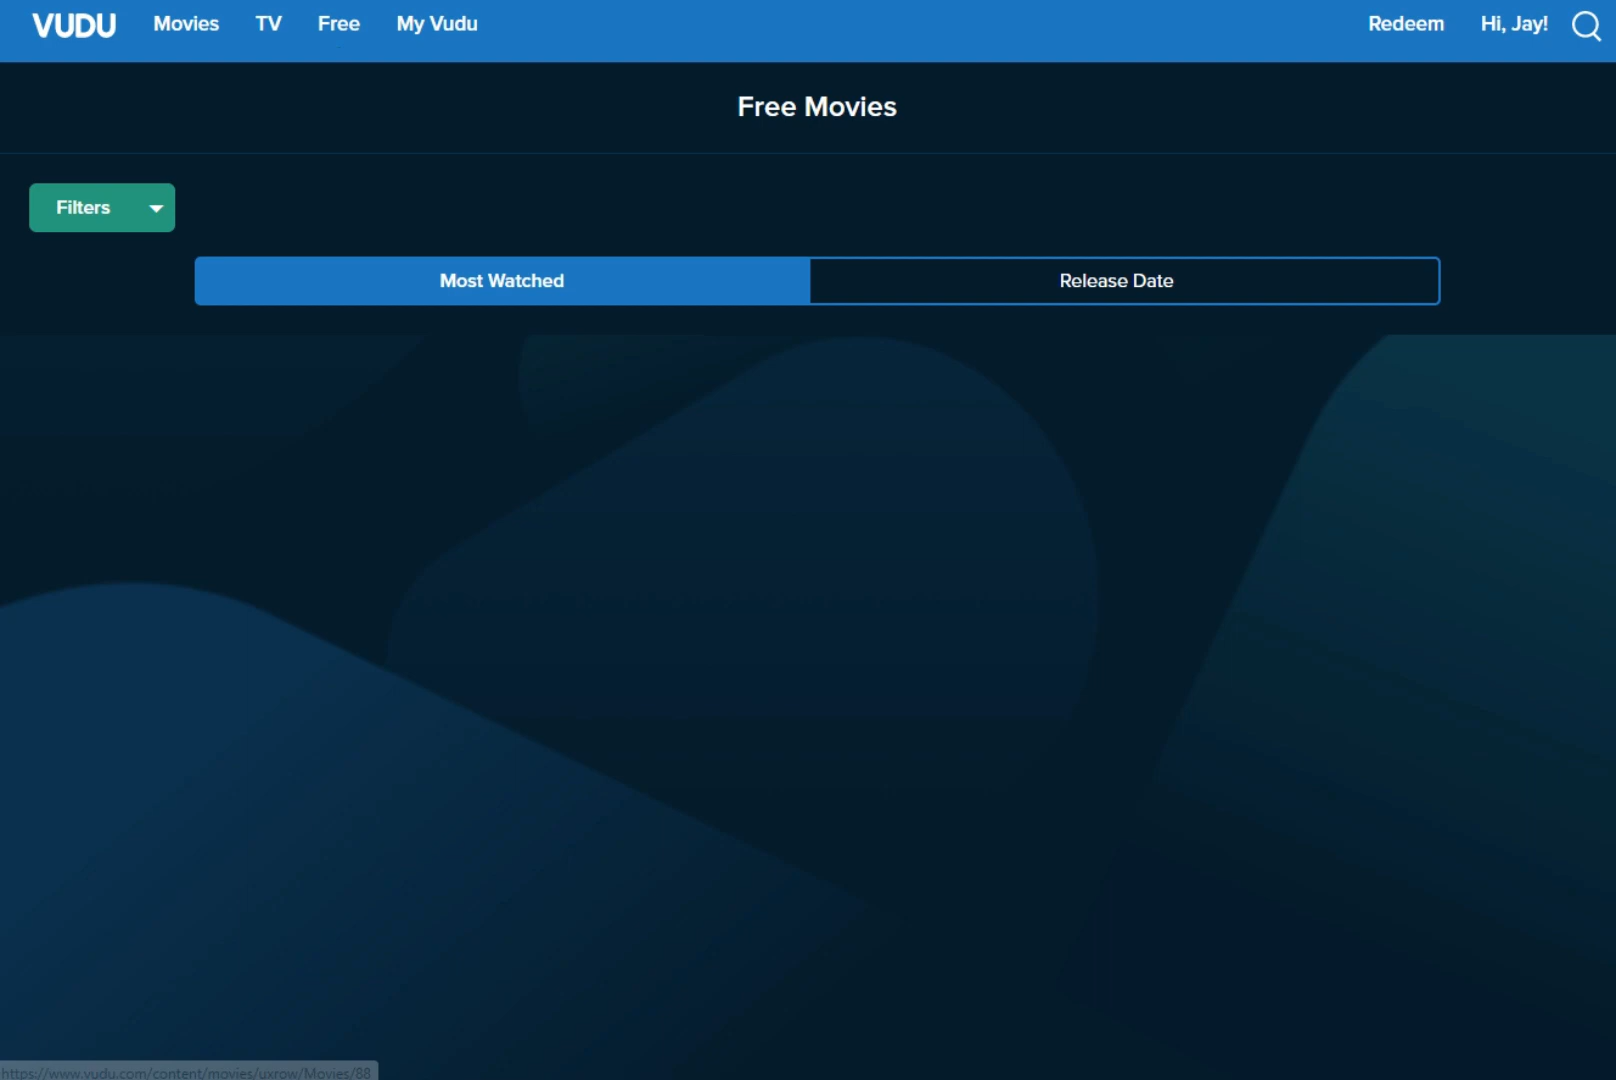 VUDU Movies TV Free My Vudu Redeem Hi, Jay!
Free Movies
Filters
Most Watched Release Date
https://www.vudu.com/content/movies/uxrow/Movies/88